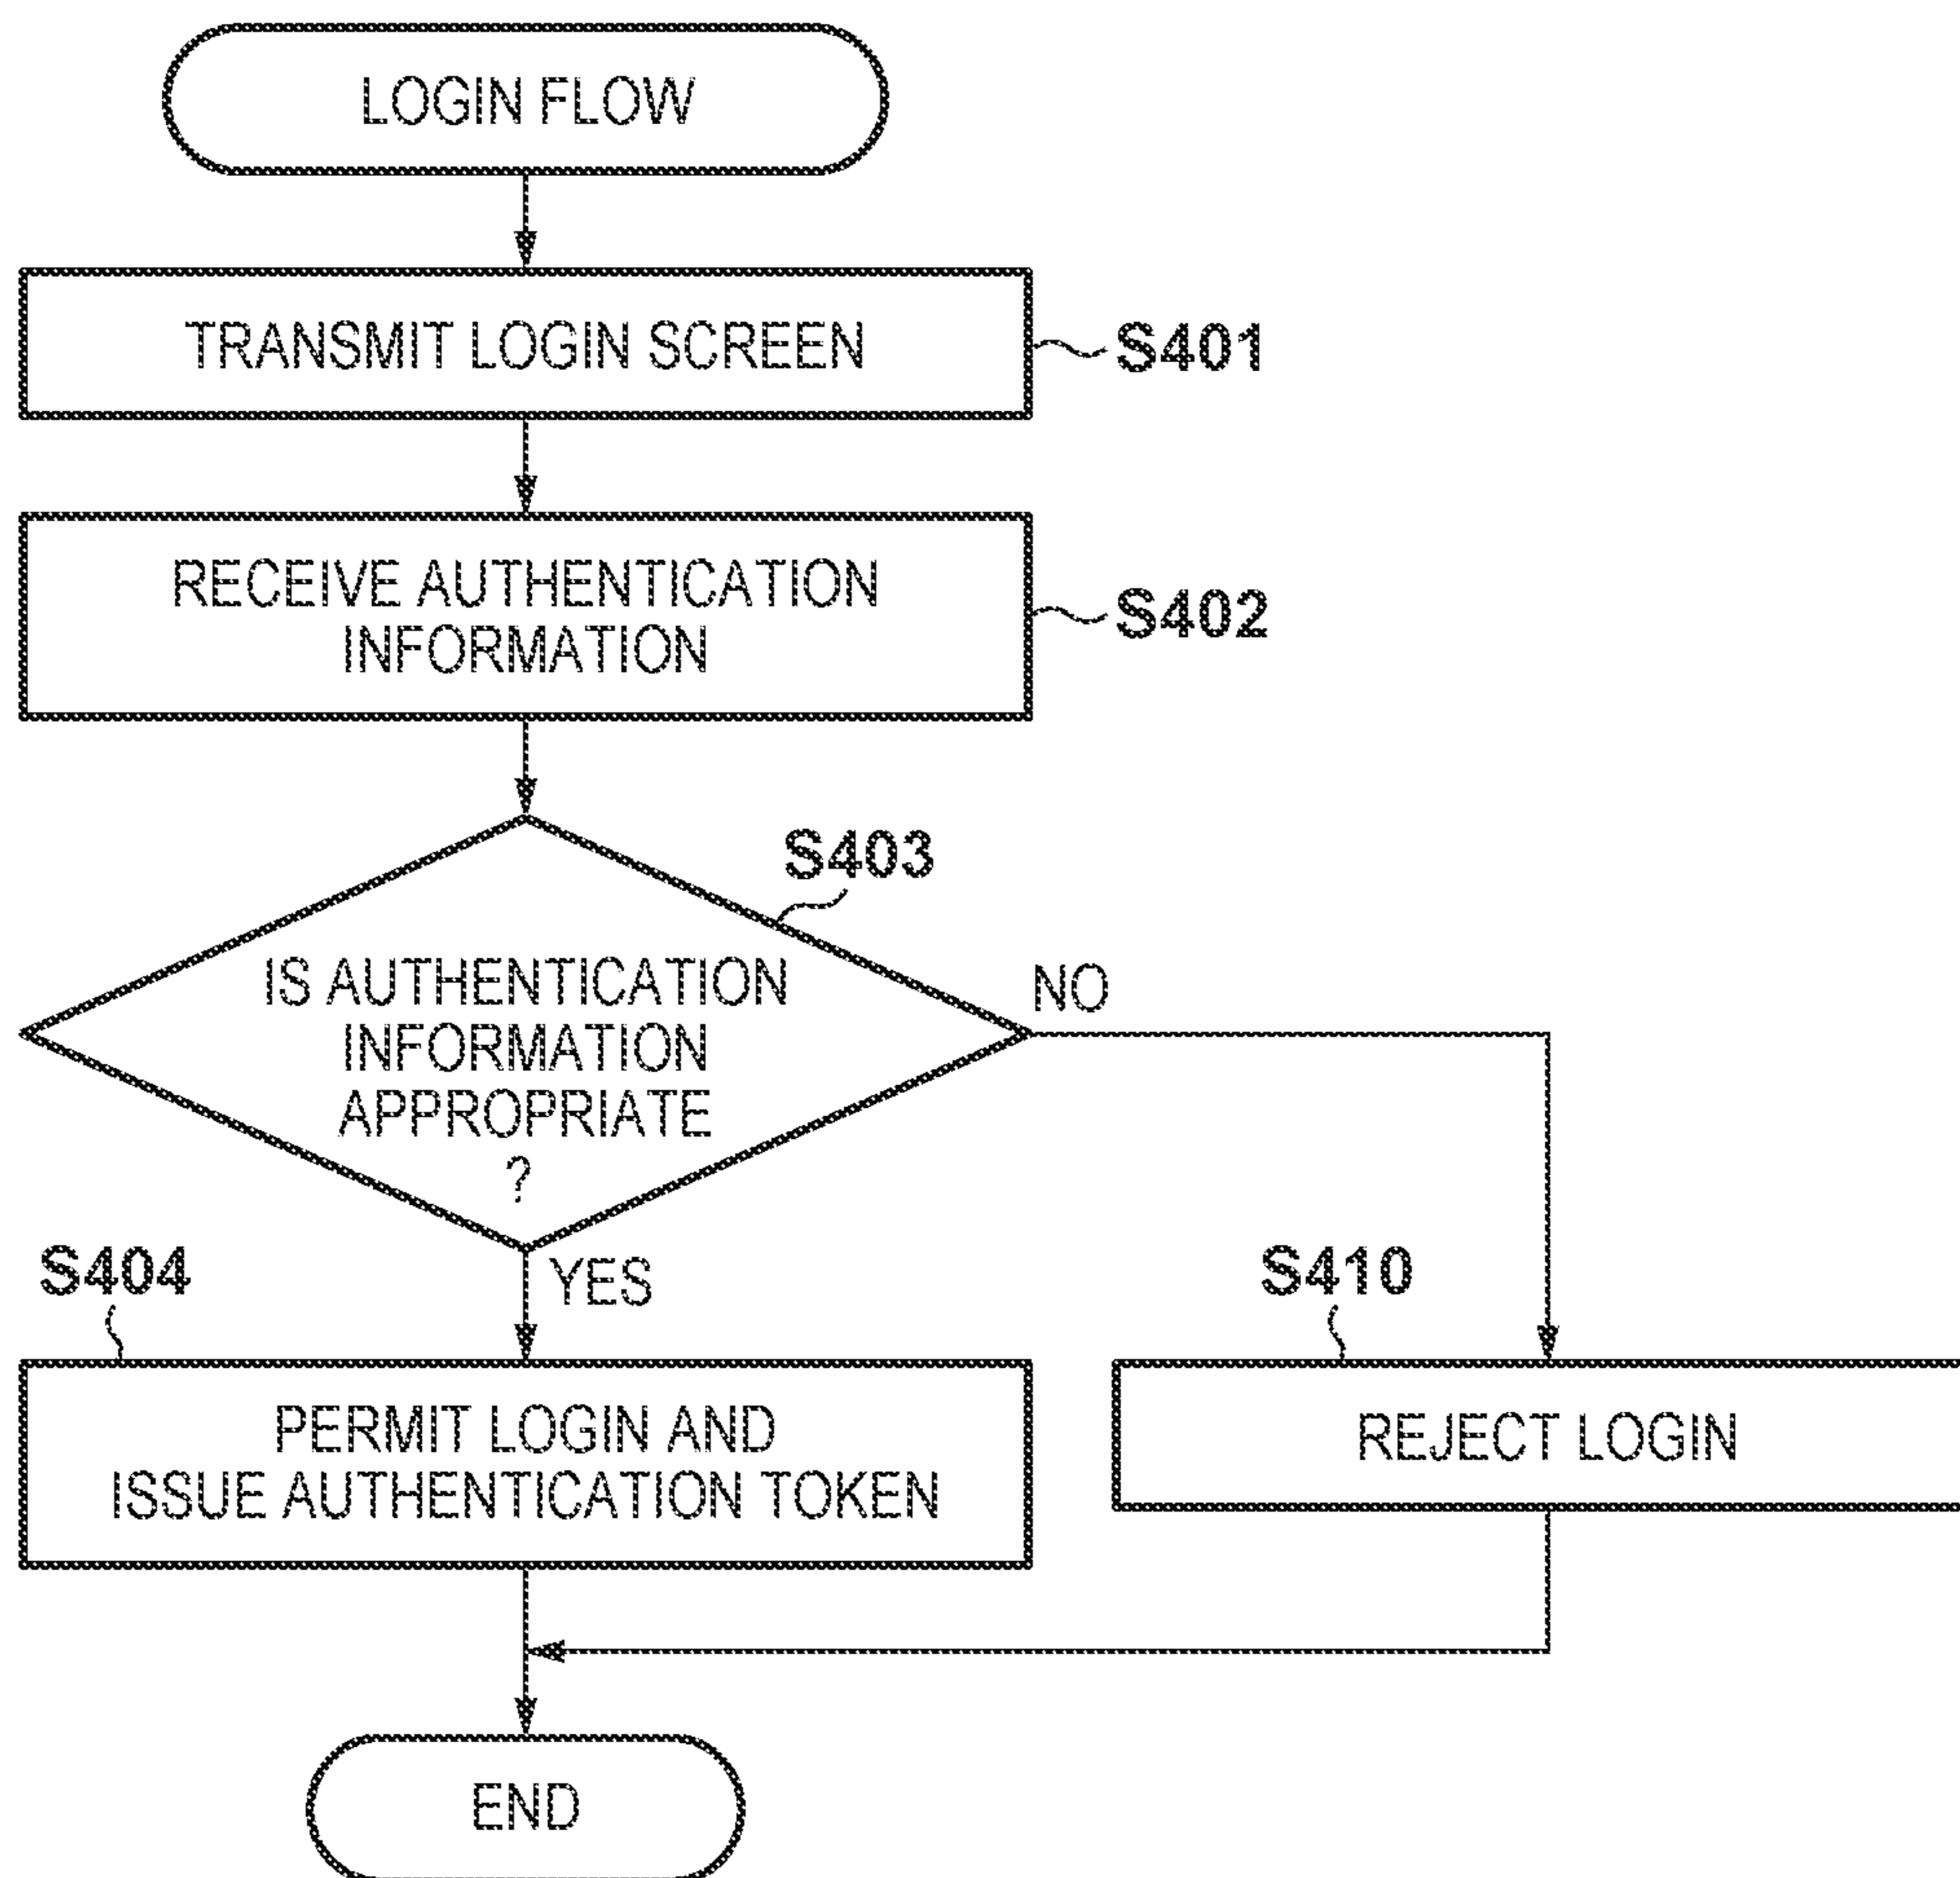 LOGIN FLOW
TRANSMIT LOGIN SCREEN
S401
RECEIVE AUTHENTICATION
INFORMATION
S402
S403
IS AUTHENTICATION
INFORMATION
APPROPRIATE
?
NO
YES
S404
PERMIT LOGIN AND
ISSUE AUTHENTICATION TOKEN
S410
REJECT LOGIN
END